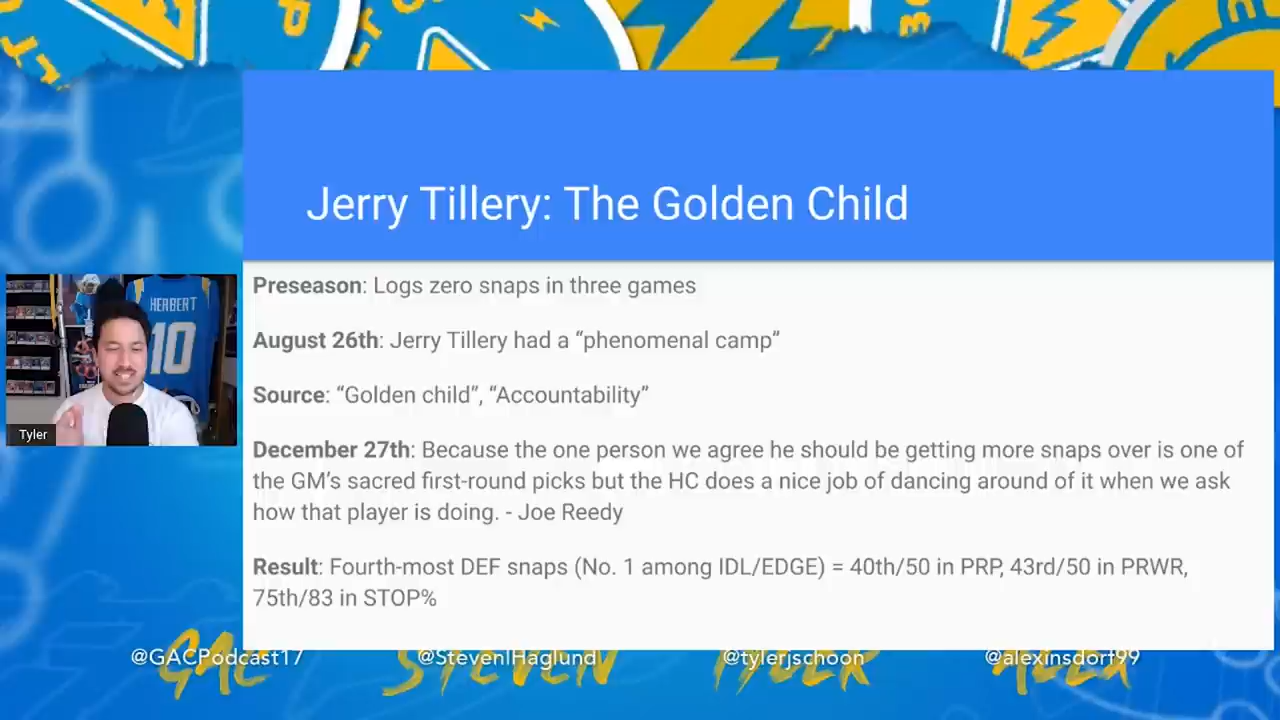 Jerry Tillery: The Golden Child
Preseason: Logs zero snaps in three games
August 26th: Jerry Tillery had a “phenomenal camp”
Source: “Golden child”, “Accountability”
HERBERT
10
Tyler
December 27th: Because the one person we agree he should be getting more snaps over is one of
the GM’s sacred first-round picks but the HC does a nice job of dancing around of it when we ask
how that player is doing. - Joe Reedy
Result: Fourth-most DEF snaps (No. 1 among IDL/EDGE) = 40th/50 in PRP, 43rd/50 in PRWR,
75th/83 in STOP%
@GACPodcast17 @StevenIHaglund @tylerjschoon @alexinsdorf99
GAC STEVEN TYLER ALEX